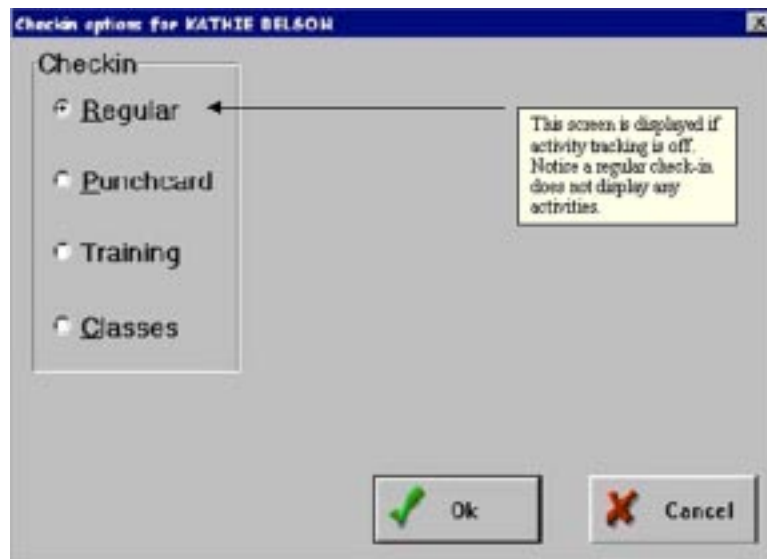 Checkin options for KATHIE BELSON
Checkin
Regular
This screen is displayed if
activity tracking is off.
Notice a regular check-in
does not display any
activities.
Punchcard
Training
Classes
Ok
Cancel